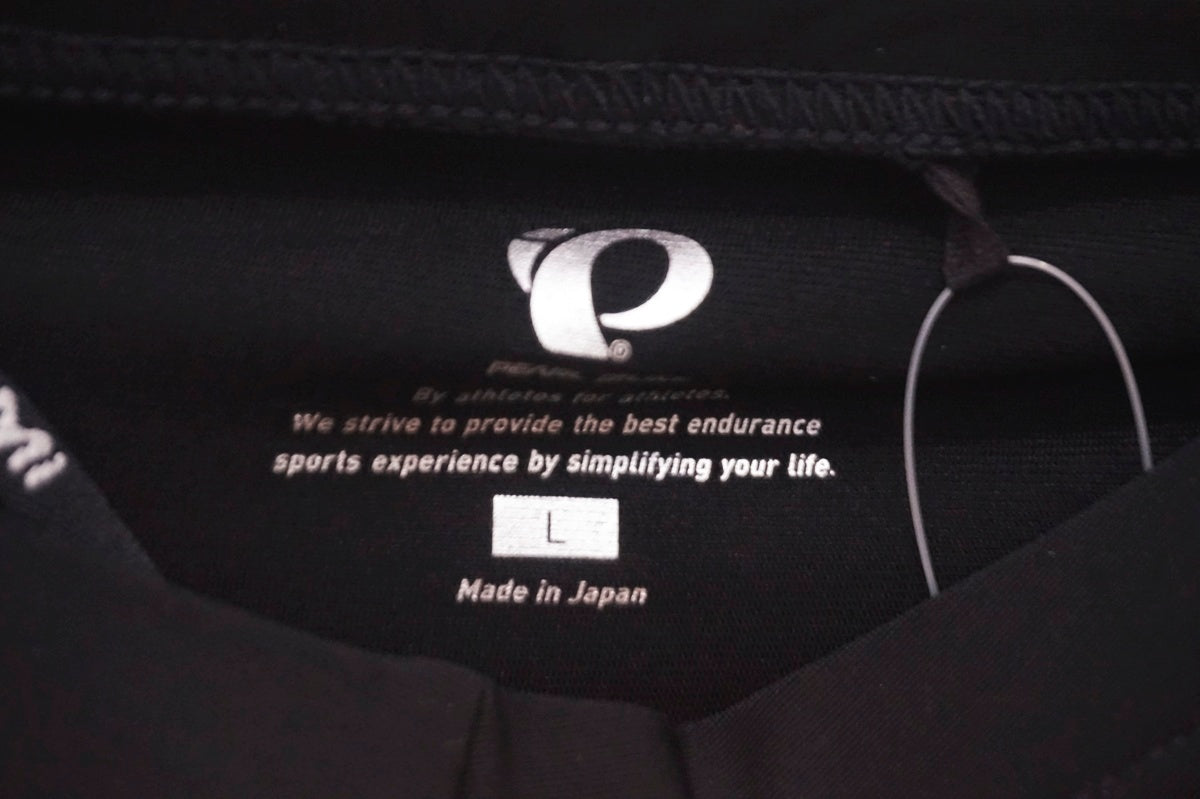 ®
PEARL
By athletes for athletes.
We strive to provide the best endurance
sports experience by simplifying your life.
L
Made in Japan